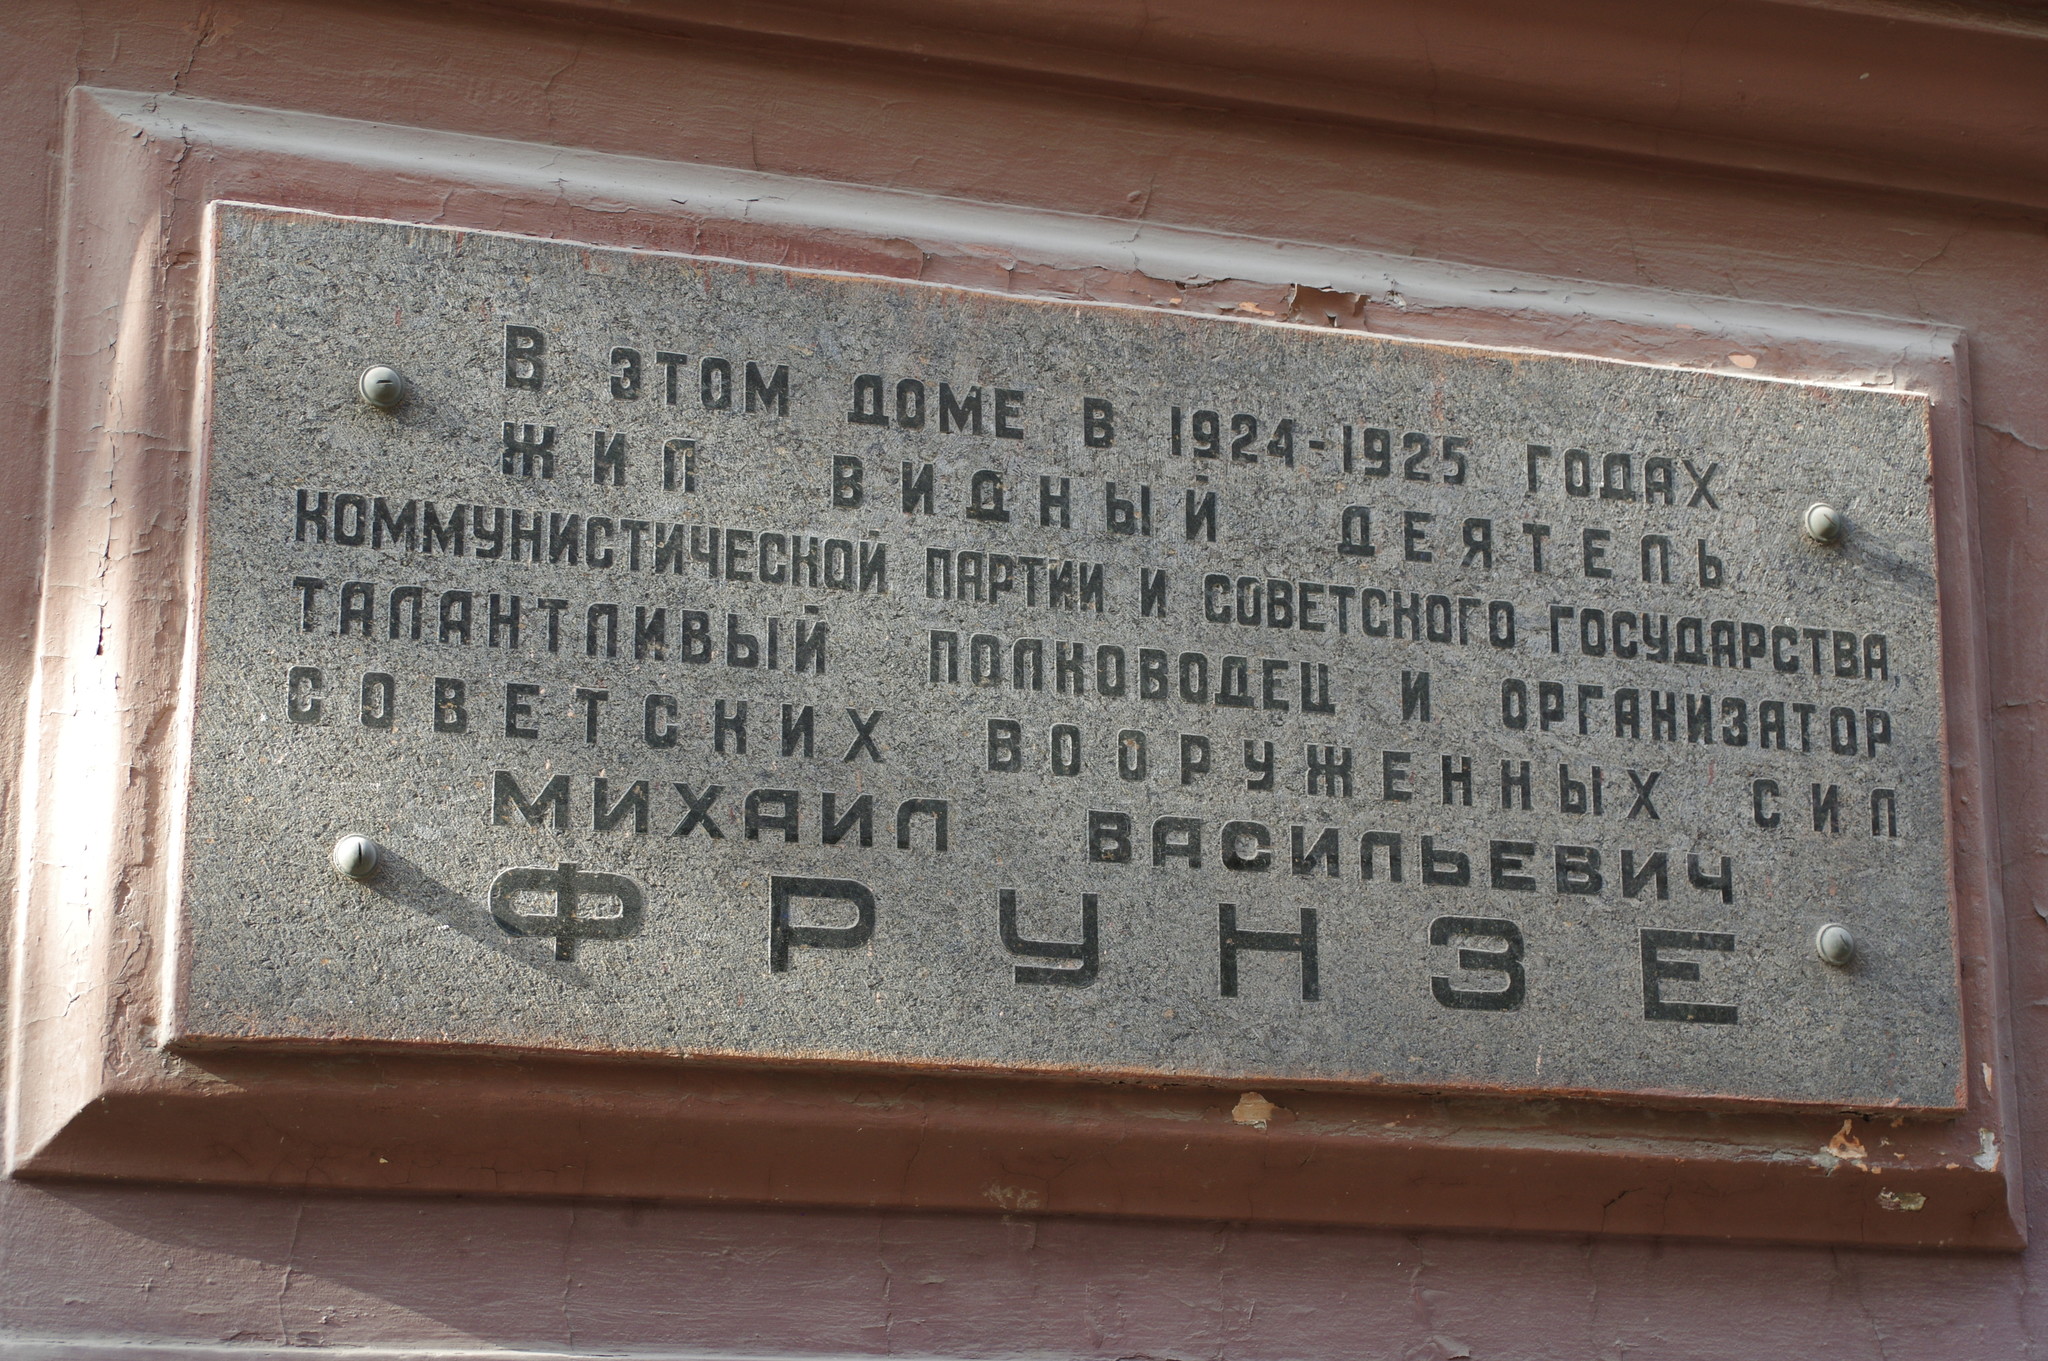 В ЭТОМ ДОМЕ В 1924-1925 ГОДАХ
ЖИЛ ВИДНЫЙ ДЕЯТЕЛЬ
КОММУНИСТИЧЕСКОЙ ПАРТИИ И СОВЕТСКОГО ГОСУДАРСТВА,
ТАЛАНТЛИВЫЙ ПОЛКОВОДЕЦ И ОРГАНИЗАТОР
СОВЕТСКИХ ВООРУЖЕННЫХ СИЛ
МИХАИЛ ВАСИЛЬЕВИЧ
ФРУНЗЕ